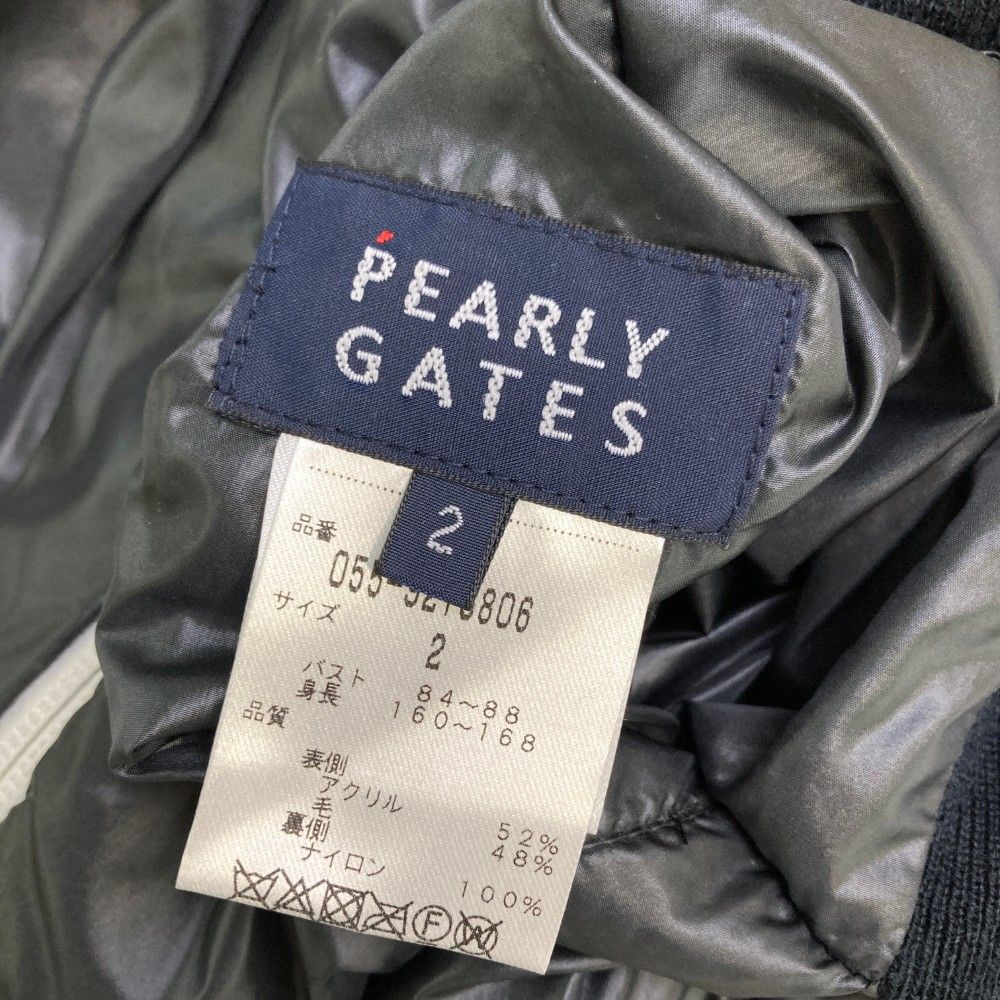 PEARLY
GATES
2
品番
サイズ
2
バスト 84～88
身長 160～168
品質
表側
アクリル 52%
毛 48%
裏側
ナイロン 100%
F
W